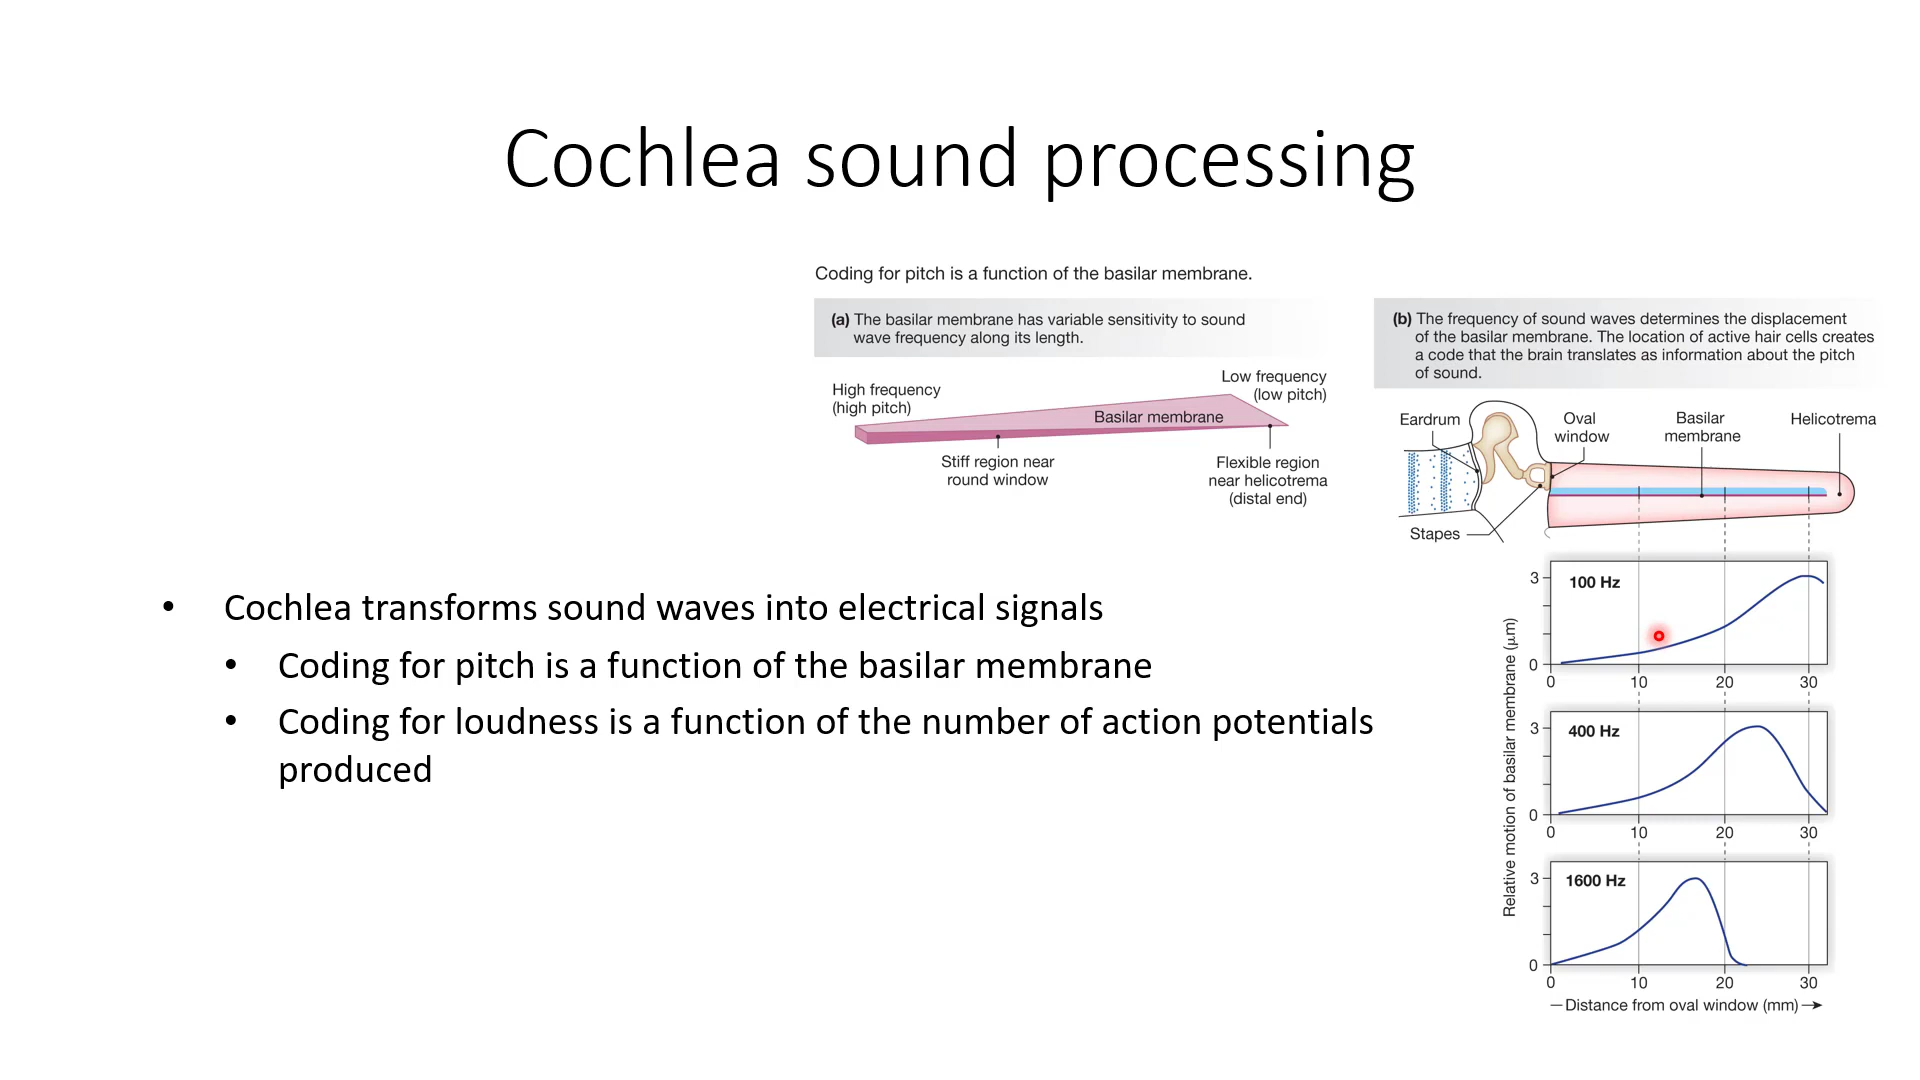 Cochlea sound processing
Coding for pitch is a function of the basilar membrane.
(a) The basilar membrane has variable sensitivity to sound
wave frequency along its length.
High frequency
(high pitch)
Low frequency
(low pitch)
Basilar membrane
Stiff region near
round window
Flexible region
near helicotrema
(distal end)
(b) The frequency of sound waves determines the displacement
of the basilar membrane. The location of active hair cells creates
a code that the brain translates as information about the pitch
of sound.
Eardrum
Oval
window
Basilar
membrane
Helicotrema
Stapes
• Cochlea transforms sound waves into electrical signals
• Coding for pitch is a function of the basilar membrane
• Coding for loudness is a function of the number of action potentials
produced
Relative motion of basilar membrane (μm)
3
100 Hz
0
0 10 20 30
3
400 Hz
0
0 10 20 30
3
1600 Hz
0
0 10 20 30
Distance from oval window (mm)